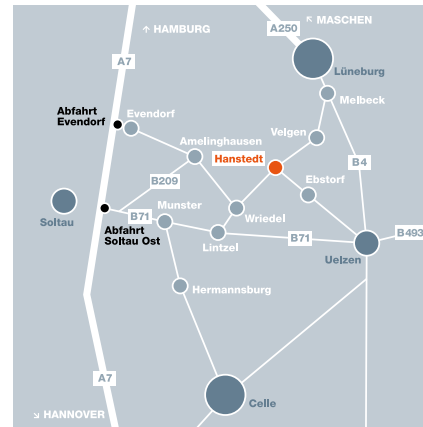 ↖ MASCHEN
↑ HAMBURG
A250
A7
Lüneburg
Melbeck
Abfahrt
Evendorf
Evendorf
Velgen
Amelinghausen
Hanstedt
B4
B209
Ebstorf
Soltau
Munster
B71
Wriedel
Abfahrt
Soltau Ost
Lintzel
B71
B493
Uelzen
Hermannsburg
A7
Celle
↘ HANNOVER